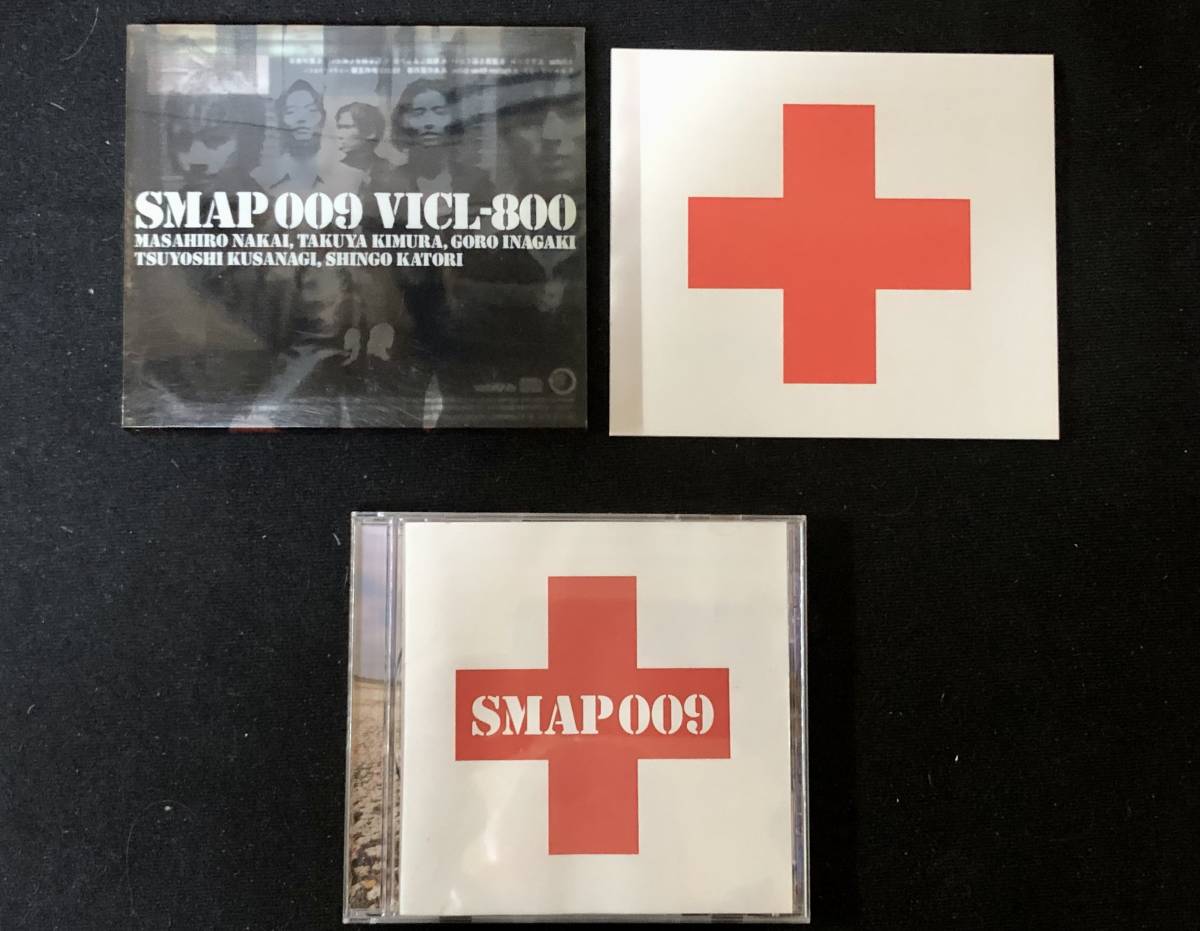 SMAP 009 VICL-800
MASAHIRO NAKAI, TAKUYA KIMURA, GORO INAGAKI
TSUYOSHI KUSANAGI, SHINGO KATORI
SMAP 009